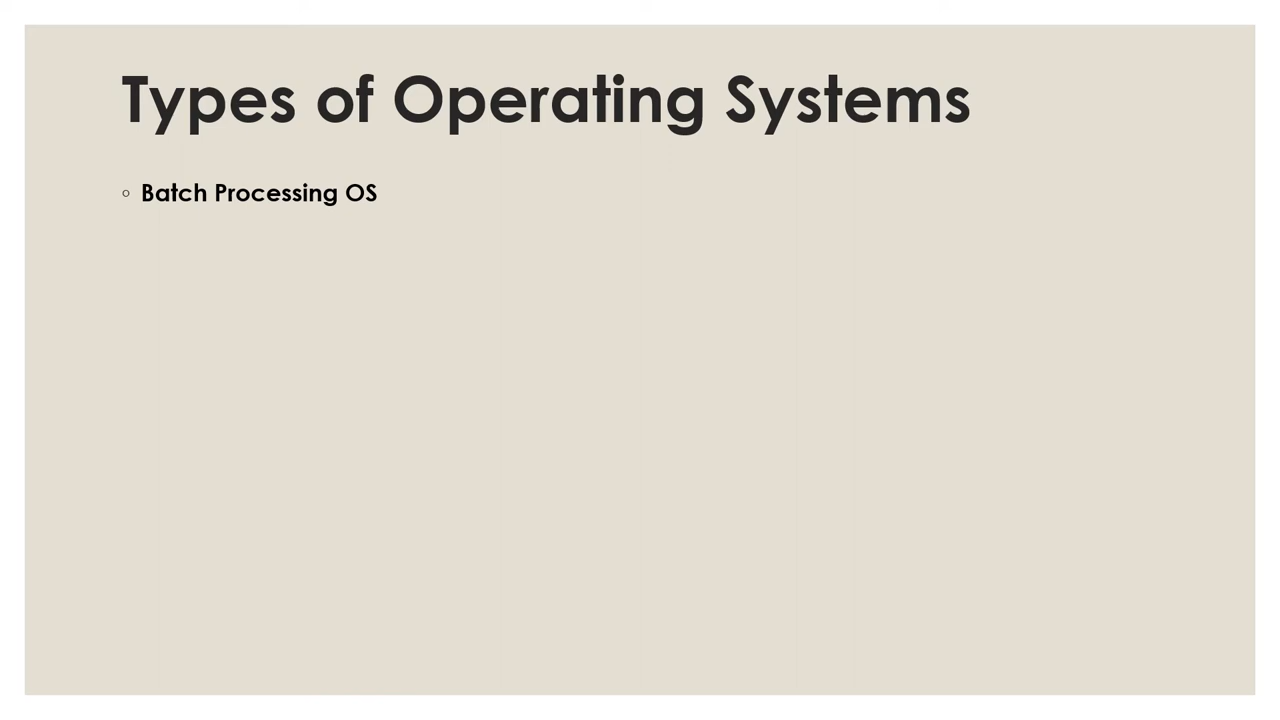 Types of Operating Systems
◦ Batch Processing OS